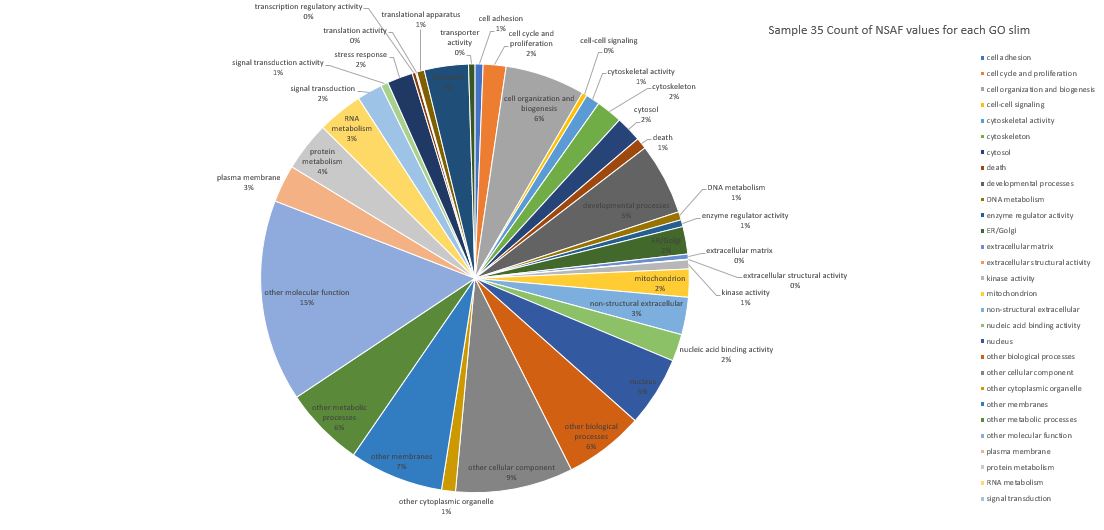 Sample 35 Count of NSAF values for each GO slim
transcription regulatory activity
0%
translational apparatus
1%
translation activity
0%
transporter
activity
0%
cell adhesion
1%
cell cycle and
proliferation
2%
cell-cell signaling
0%
stress response
2%
signal transduction activity
1%
signal transduction
2%
cell organization and
biogenesis
6%
cytoskeletal activity
1%
cytoskeleton
2%
cytosol
2%
death
1%
RNA
metabolism
3%
protein
metabolism
4%
plasma membrane
3%
developmental processes
DNA metabolism
1%
enzyme regulator activity
1%
ER/Golgi
extracellular matrix
0%
extracellular structural activity
0%
kinase activity
1%
mitochondrion
2%
non-structural extracellular
3%
nucleic acid binding activity
2%
nucleus
other biological
processes
6%
other cellular component
9%
other cytoplasmic organelle
1%
other membranes
7%
other metabolic
processes
6%
other molecular function
15%
cell adhesion
cell cycle and proliferation
cell organization and biogenesis
cell-cell signaling
cytoskeletal activity
cytoskeleton
cytosol
death
developmental processes
DNA metabolism
enzyme regulator activity
ER/Golgi
extracellular matrix
extracellular structural activity
kinase activity
mitochondrion
non-structural extracellular
nucleic acid binding activity
nucleus
other biological processes
other cellular component
other cytoplasmic organelle
other membranes
other metabolic processes
other molecular function
plasma membrane
protein metabolism
RNA metabolism
signal transduction